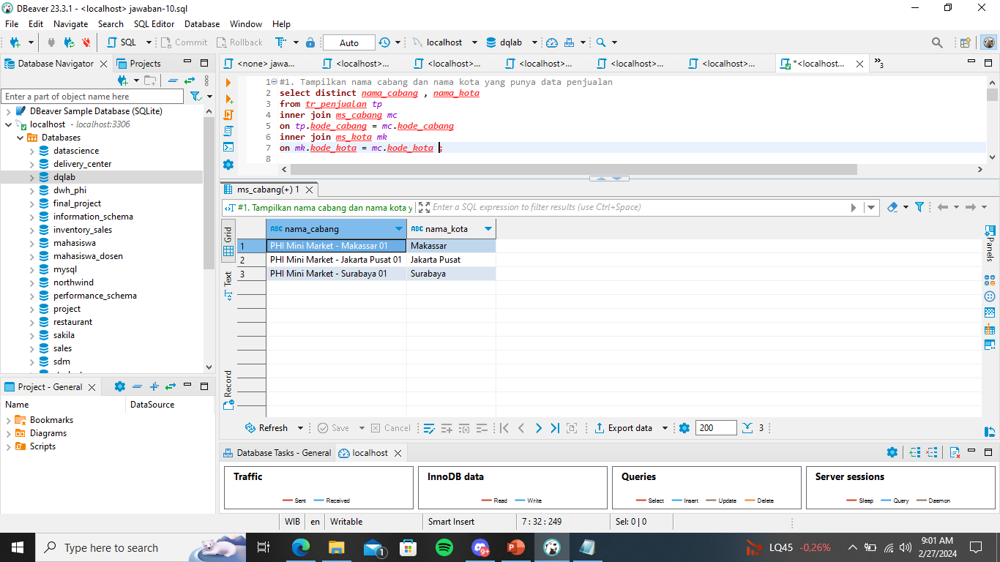 DBeaver 23.3.1 - <localhost> jawaban-10.sql
File Edit Navigate Search SQL Editor Database Window Help
SQL Commit Rollback Auto localhost dqlab
Database Navigator Projects
<none> jawa... <localhost>... <localhost>... <localhost>... <localhost>... <localhost>... *<localhost... »3
Enter a part of object name here
DBeaver Sample Database (SQLite)
localhost - localhost:3306
Databases
datascience
delivery_center
dqlab
dwh_phi
final_project
information_schema
inventory_sales
mahasiswa
mahasiswa_dosen
mysql
northwind
performance_schema
project
restaurant
sakila
sales
sdm
1 #1. Tampilkan nama cabang dan nama kota yang punya data penjualan
2 select distinct nama_cabang , nama_kota
3 from tr_penjualan tp
4 inner join ms_cabang mc
5 on tp.kode_cabang = mc.kode_cabang
6 inner join ms_kota mk
7 on mk.kode_kota = mc.kode_kota ;
8
ms_cabang(+) 1
#1. Tampilkan nama cabang dan nama kota y Enter a SQL expression to filter results (use Ctrl+Space)
Grid
Text
Record
nama_cabang nama_kota
1 PHI Mini Market - Makassar 01 Makassar
2 PHI Mini Market - Jakarta Pusat 01 Jakarta Pusat
3 PHI Mini Market - Surabaya 01 Surabaya
Panels
Refresh Save Cancel Export data 200 3
Project - General
Name DataSource
Bookmarks
Diagrams
Scripts
Database Tasks - General localhost
Traffic
Sent Received
InnoDB data
Read Write
Queries
Select Insert Update Delete
Server sessions
Sleep Query Daemon
WIB en Writable Smart Insert 7 : 32 : 249 Sel: 0 | 0
Type here to search
1
9+
LQ45 -0.26%
9:01 AM
2/27/2024